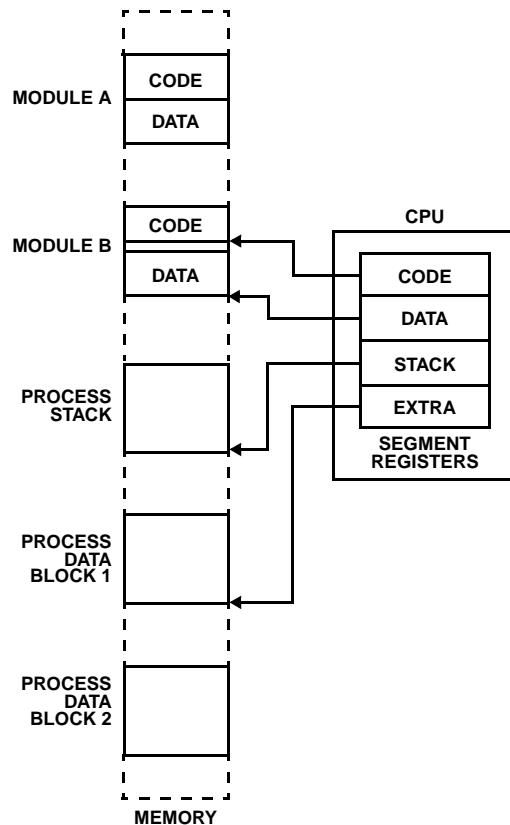 MODULE A
CODE
DATA
MODULE B
CODE
DATA
PROCESS
STACK
PROCESS
DATA
BLOCK 1
PROCESS
DATA
BLOCK 2
MEMORY
CPU
CODE
DATA
STACK
EXTRA
SEGMENT
REGISTERS